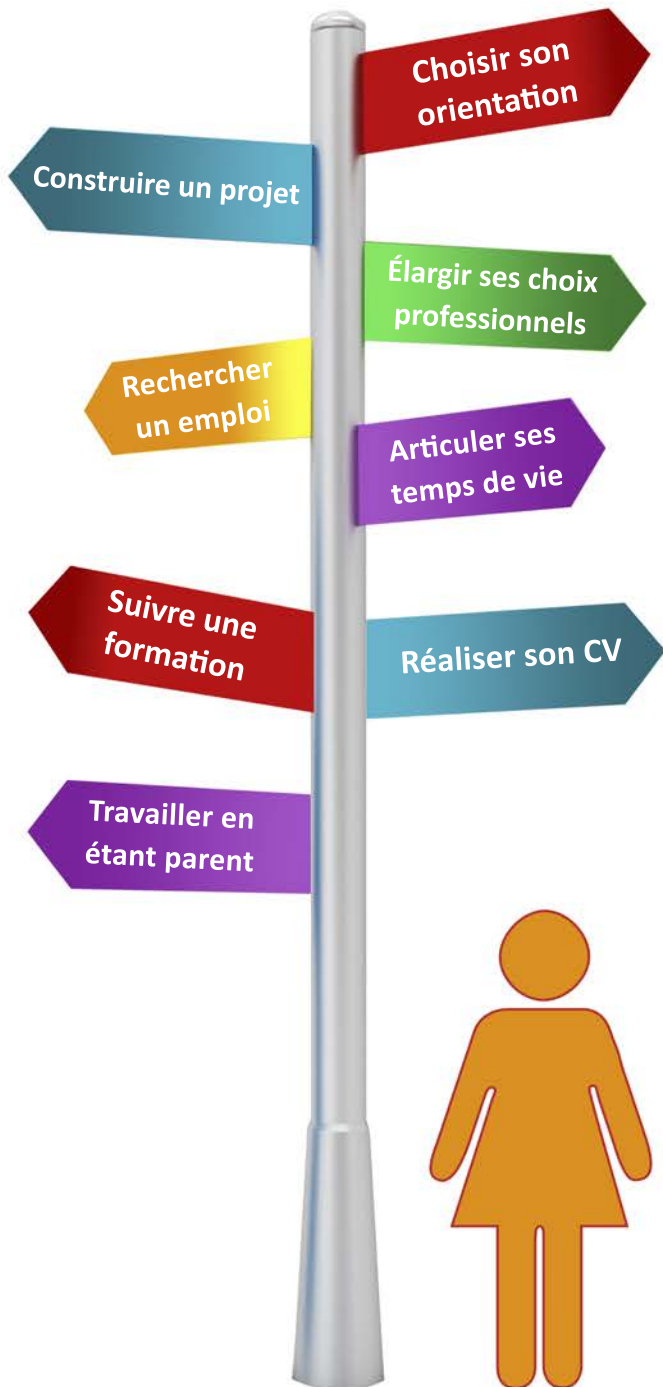 Choisir son
orientation
Construire un projet
Élargir ses choix
professionnels
Rechercher
un emploi
Articuler ses
temps de vie
Suivre une
formation
Réaliser son CV
Travailler en
étant parent